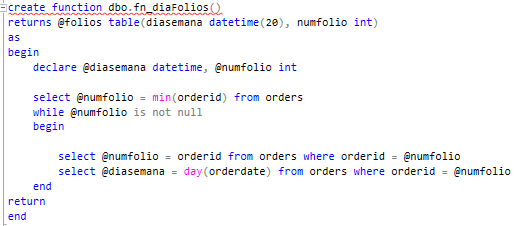 create function dbo.fn_diaFolios()
returns @folios table(diasemana datetime(20), numfolio int)
as
begin
    declare @diasemana datetime, @numfolio int
    select @numfolio = min(orderid) from orders
    while @numfolio is not null
    begin
        select @numfolio = orderid from orders where orderid = @numfolio
        select @diasemana = day(orderdate) from orders where orderid = @numfolio
    end
return
end